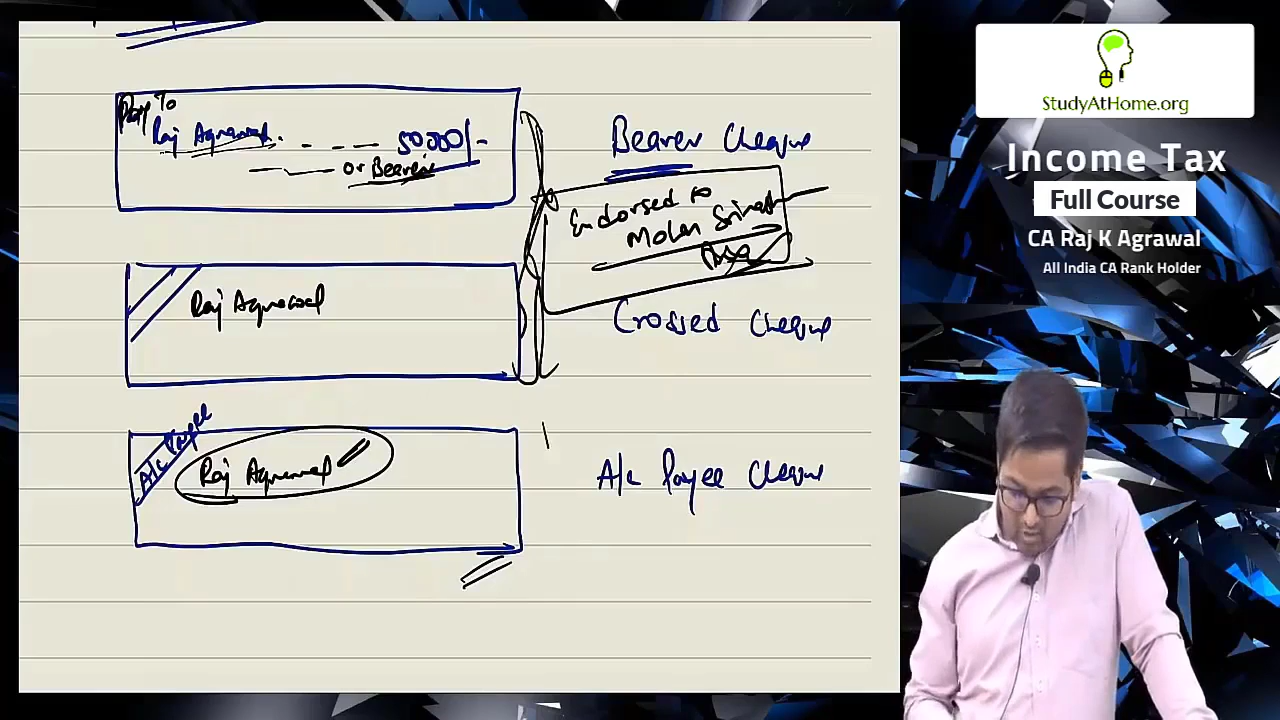 Pay To
Raj Agrawal. - - - 50000/-
or Bearer
Bearer Cheque
Endorsed to
Mohan
Raj Agrawal
Crossed Cheque
A/c Payee
Raj Agrawal
A/c Payee Cheque
StudyAtHome.org
Income Tax
Full Course
CA Raj K Agrawal
All India CA Rank Holder